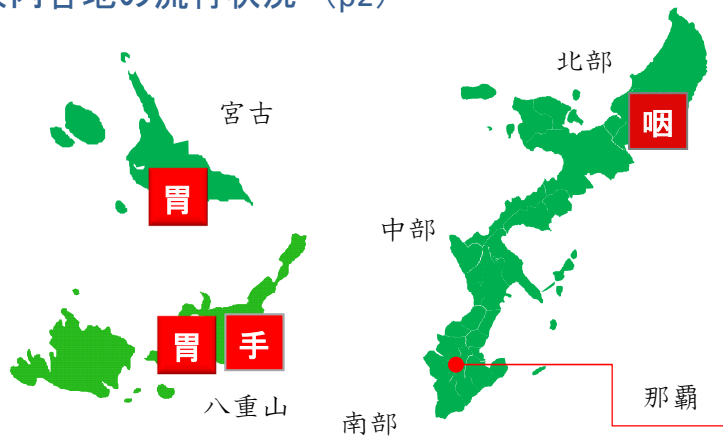 内各地の流行状況 （p2）
北部
宮古
咽
胃
中部
胃
手
八重山
那覇
南部